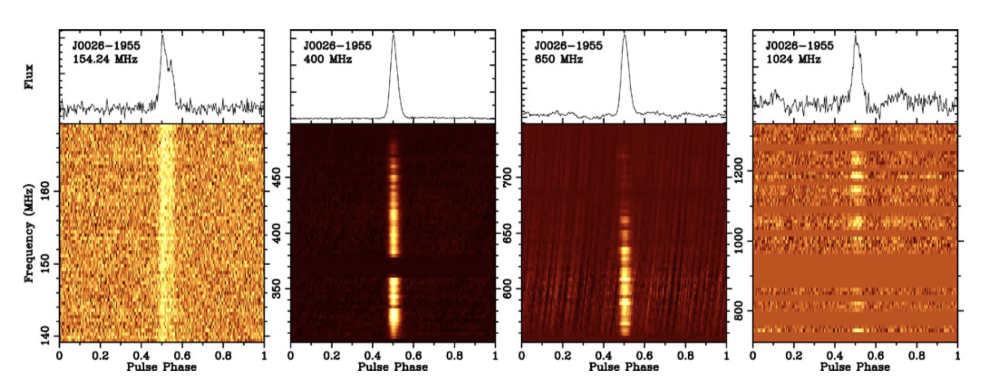 Flux
J0026-1955
154.24 MHz
J0026-1955
400 MHz
J0026-1955
650 MHz
J0026-1955
1024 MHz
Frequency (MHz)
160
150
140
450
400
350
700
650
600
1200
1000
800
0 0.2 0.4 0.6 0.8 1
0 0.2 0.4 0.6 0.8 1
0 0.2 0.4 0.6 0.8 1
0 0.2 0.4 0.6 0.8 1
Pulse Phase
Pulse Phase
Pulse Phase
Pulse Phase